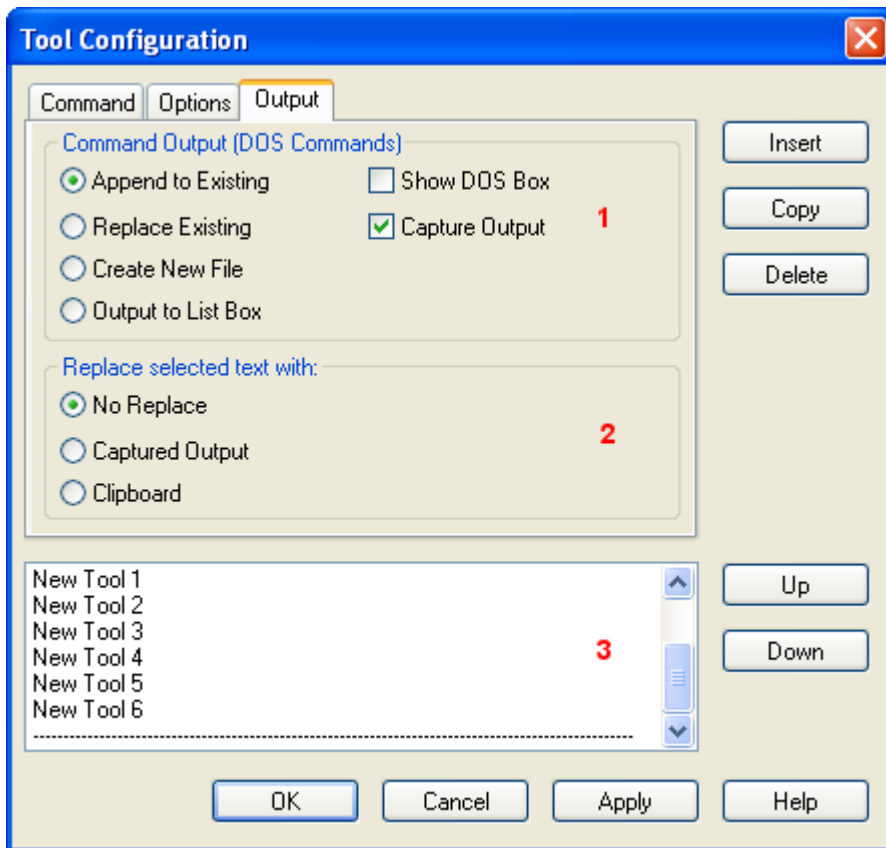 Tool Configuration
Command Options Output
Insert
Copy
Delete
Command Output (DOS Commands)
Append to Existing Show DOS Box
Replace Existing Capture Output
1
Create New File
Output to List Box
Replace selected text with:
No Replace
2
Captured Output
Clipboard
New Tool 1
New Tool 2
New Tool 3
New Tool 4
New Tool 5
New Tool 6
3
Up
Down
OK Cancel Apply Help